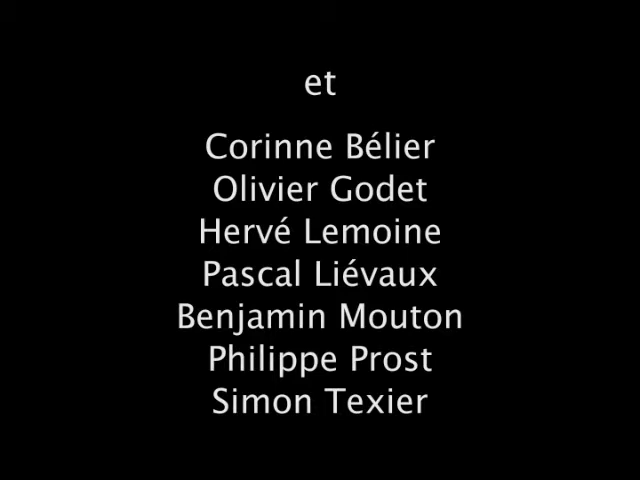 et
Corinne Bélier
Olivier Godet
Hervé Lemoine
Pascal Liévaux
Benjamin Mouton
Philippe Prost
Simon Texier